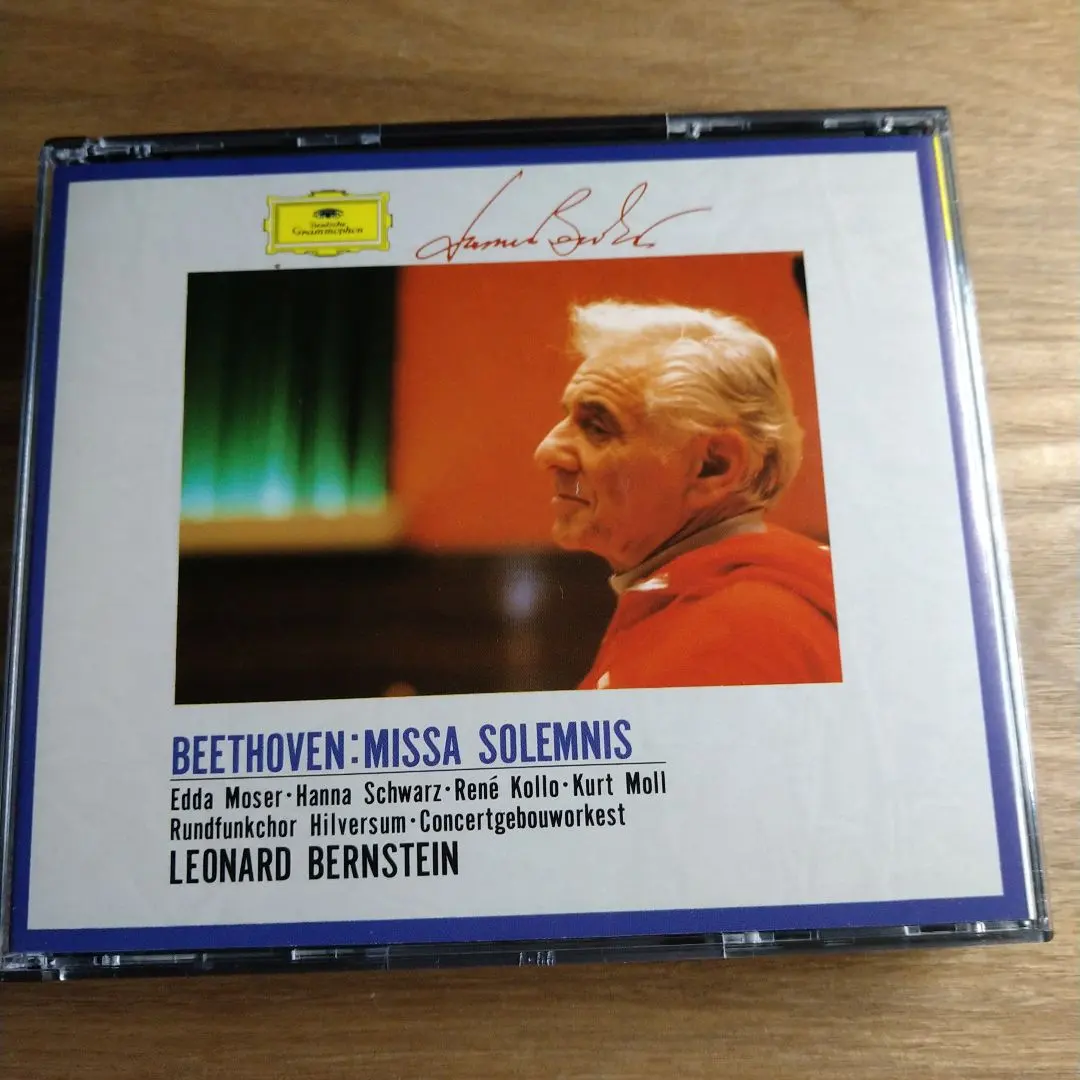 Deutsche
Grammophon
BEETHOVEN:MISSA SOLEMNIS
Edda Moser·Hanna Schwarz·René Kollo·Kurt Moll
Rundfunkchor Hilversum·Concertgebouworkest
LEONARD BERNSTEIN